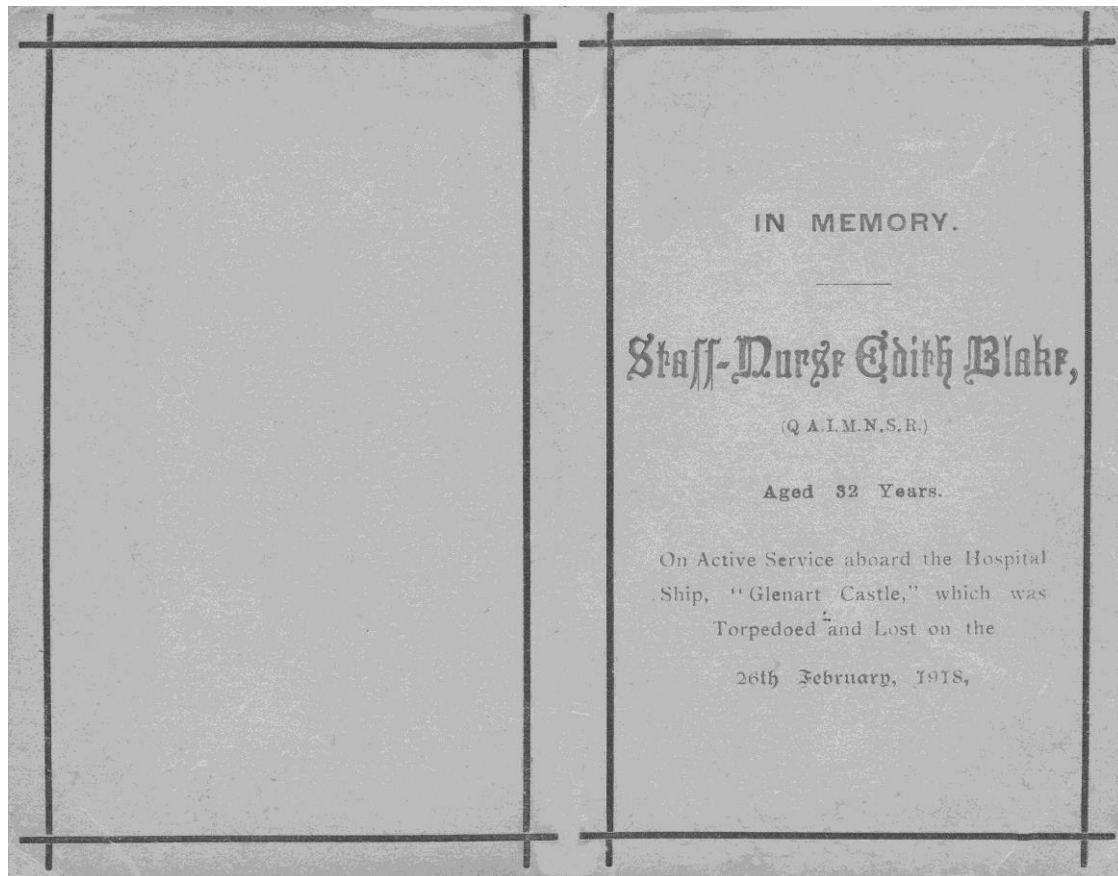 IN MEMORY.
Staff-Nurse Edith Blake,
(Q A.I.M.N.S.R.)
Aged 32 Years.
On Active Service aboard the Hospital
Ship, "Glenart Castle," which was
Torpedoed and Lost on the
26th February, 1918,